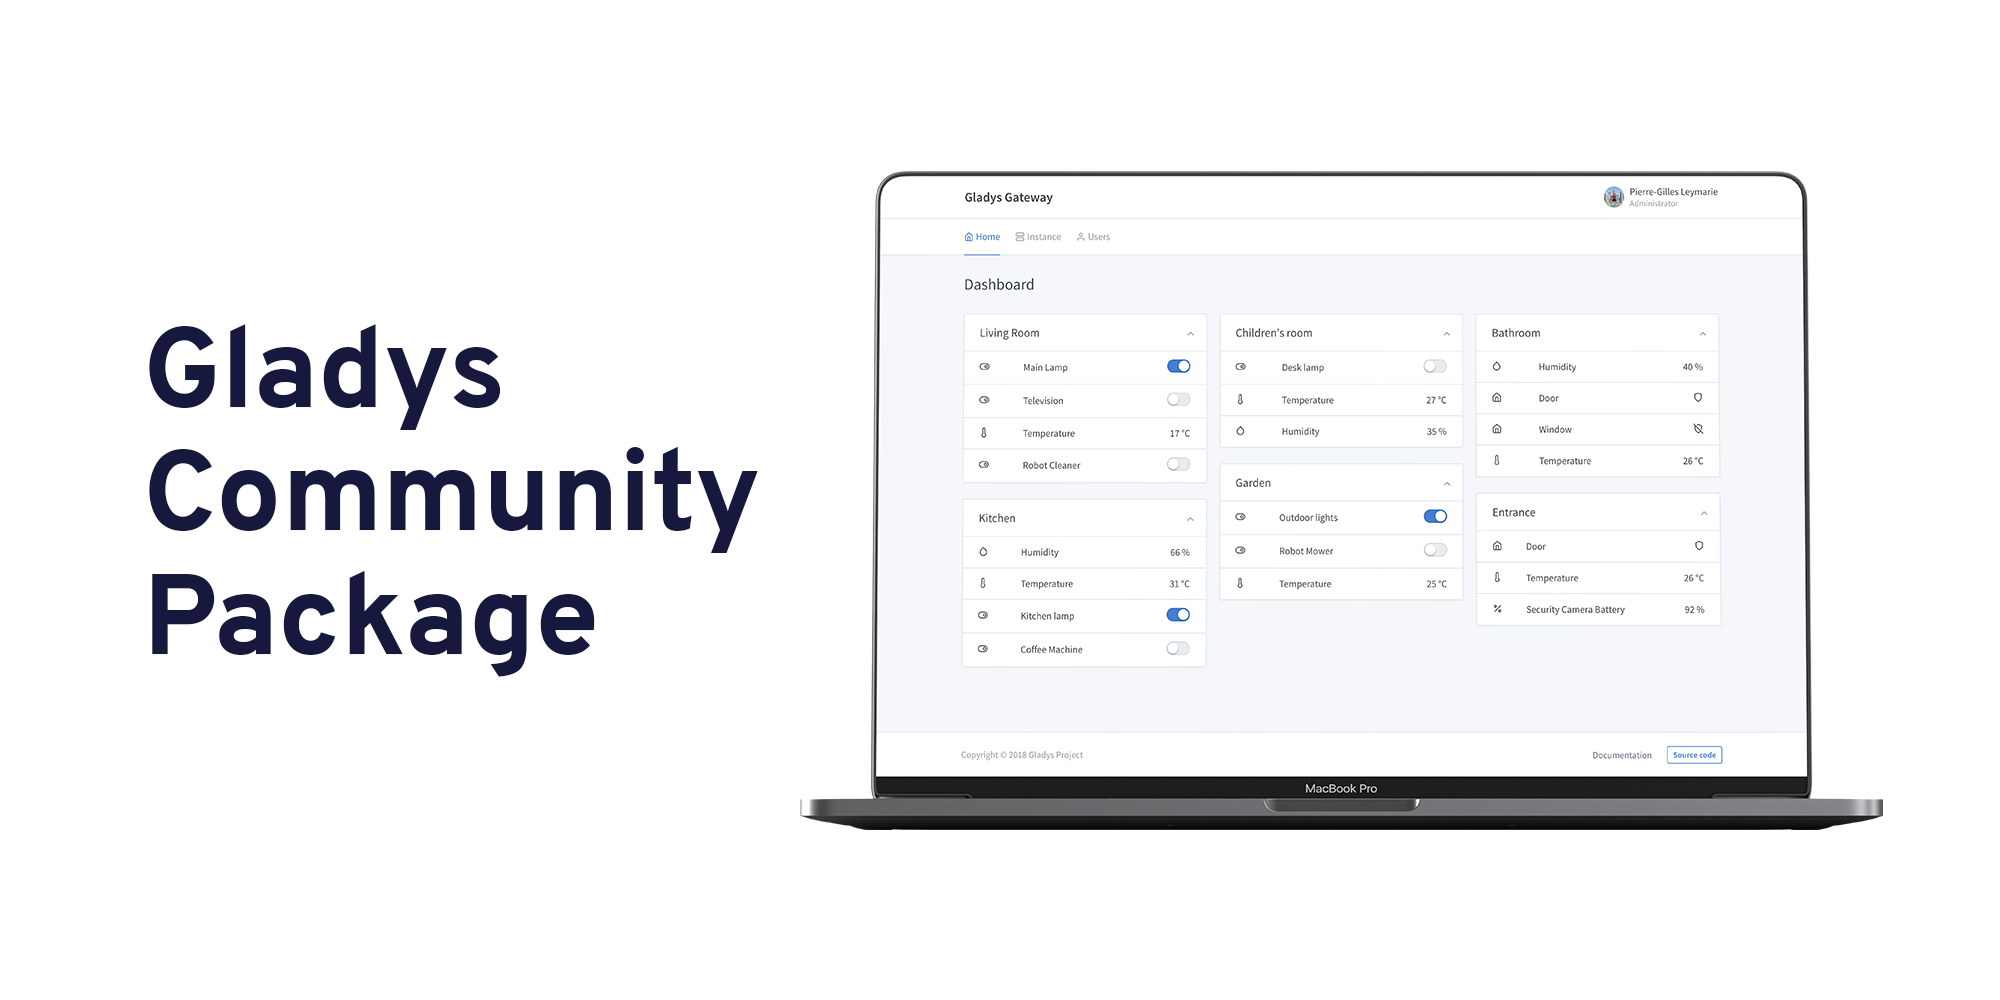 Gladys
Community
Package
Gladys Gateway
Pierre-Gilles Leymarie
Administrator
Home Instance Users
Dashboard
Living Room
Main Lamp
Television
Temperature 17 °C
Robot Cleaner
Kitchen
Humidity 66 %
Temperature 31 °C
Kitchen lamp
Coffee Machine
Children's room
Desk lamp
Temperature 27 °C
Humidity 35 %
Garden
Outdoor lights
Robot Mower
Temperature 25 °C
Bathroom
Humidity 40 %
Door
Window
Temperature 26 °C
Entrance
Door
Temperature 26 °C
Security Camera Battery 92 %
Copyright © 2018 Gladys Project
Documentation Source code
MacBook Pro